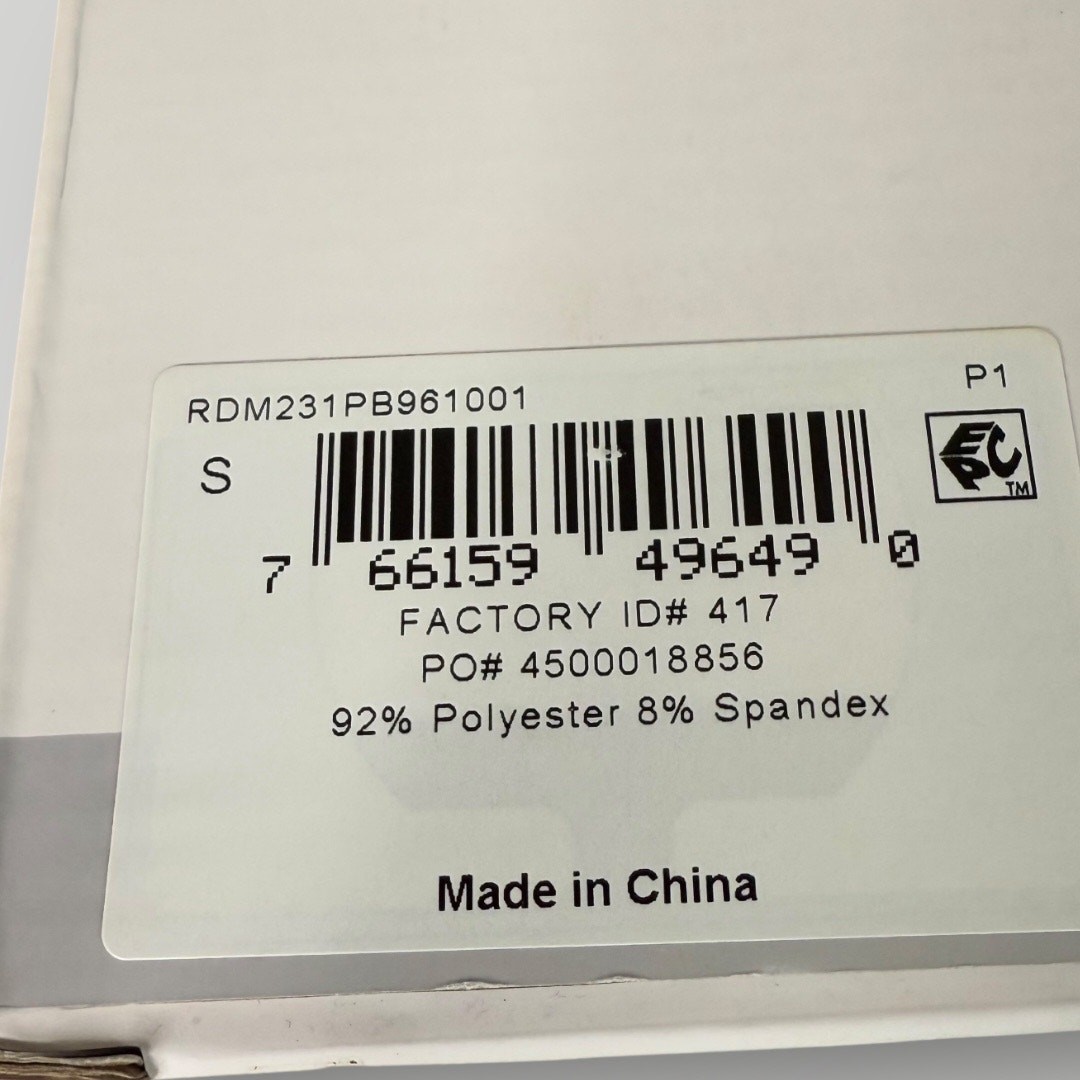 RDM231PB961001
P1
S
EPC
TM
7 66159 49649 0
FACTORY ID# 417
PO# 4500018856
92% Polyester 8% Spandex
Made in China